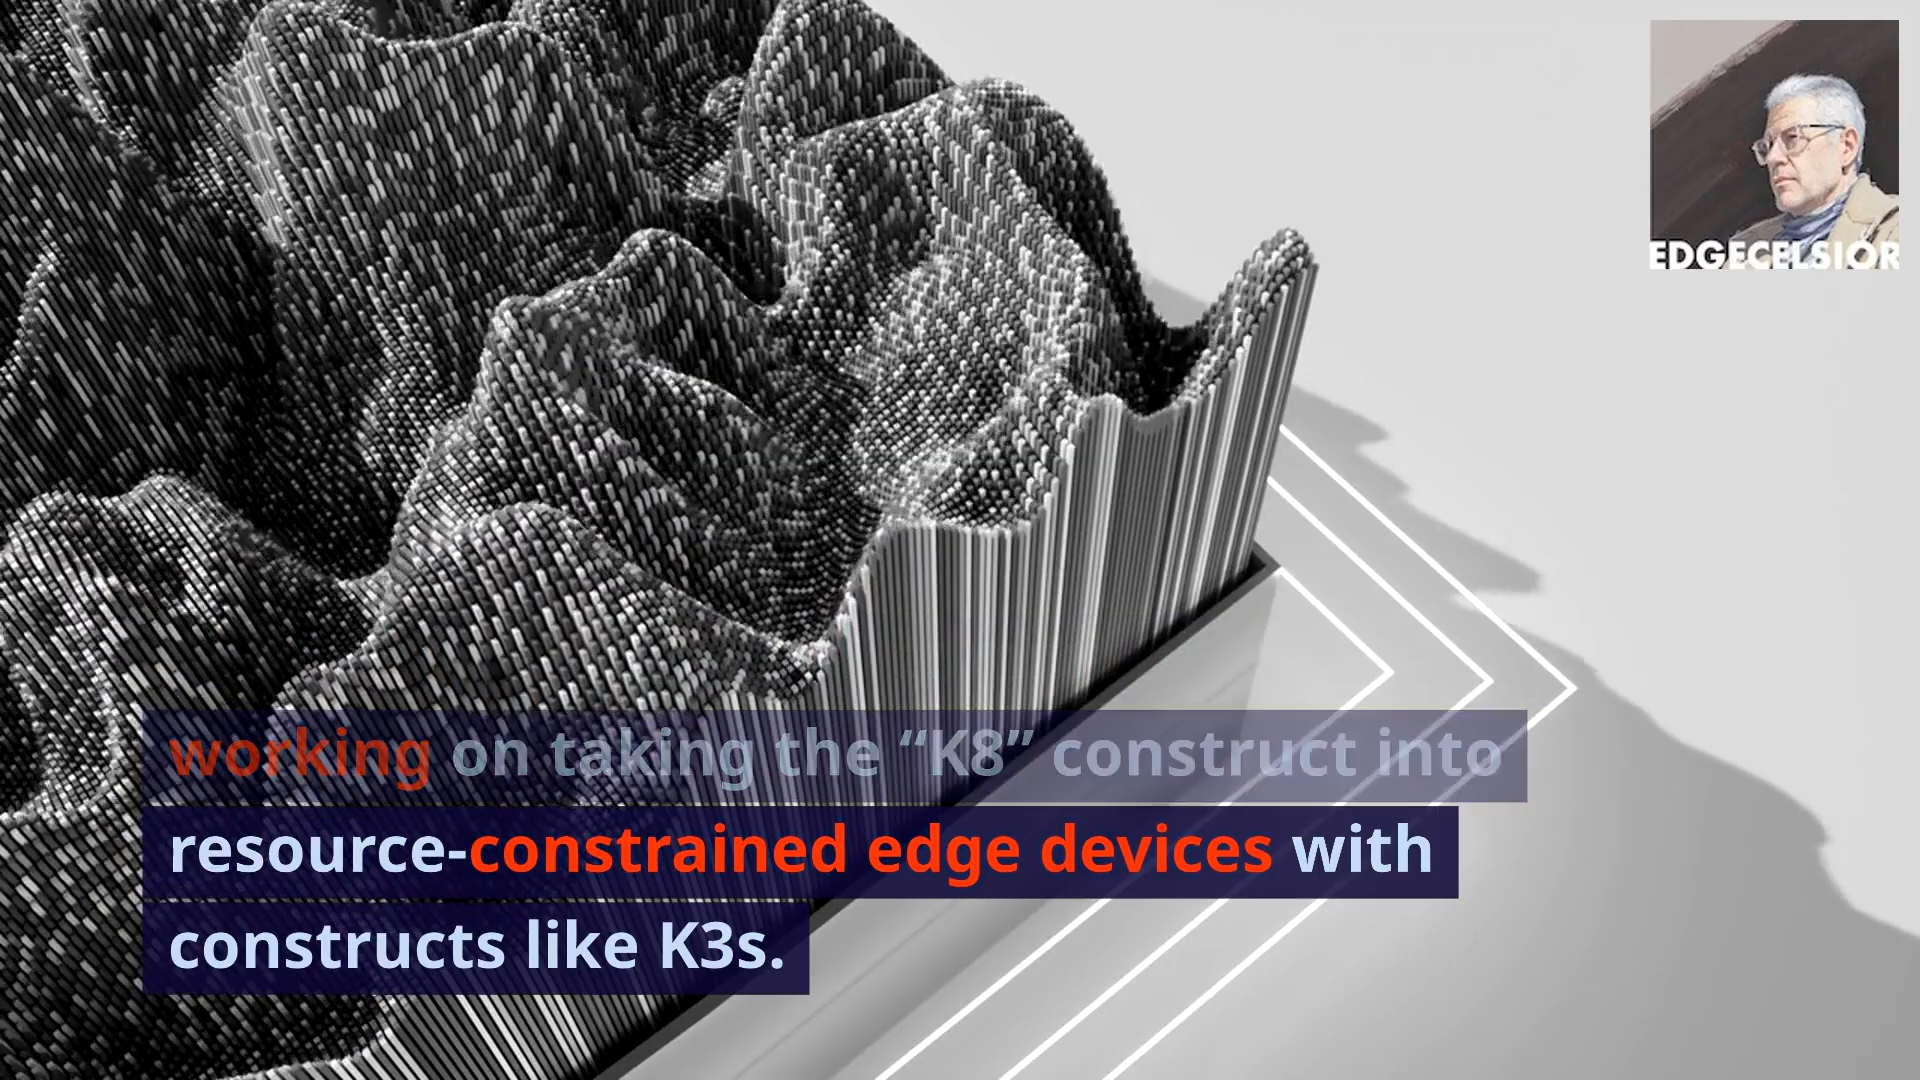 EDGECELSIOR
working on taking the “K8” construct into
resource-constrained edge devices with
constructs like K3s.